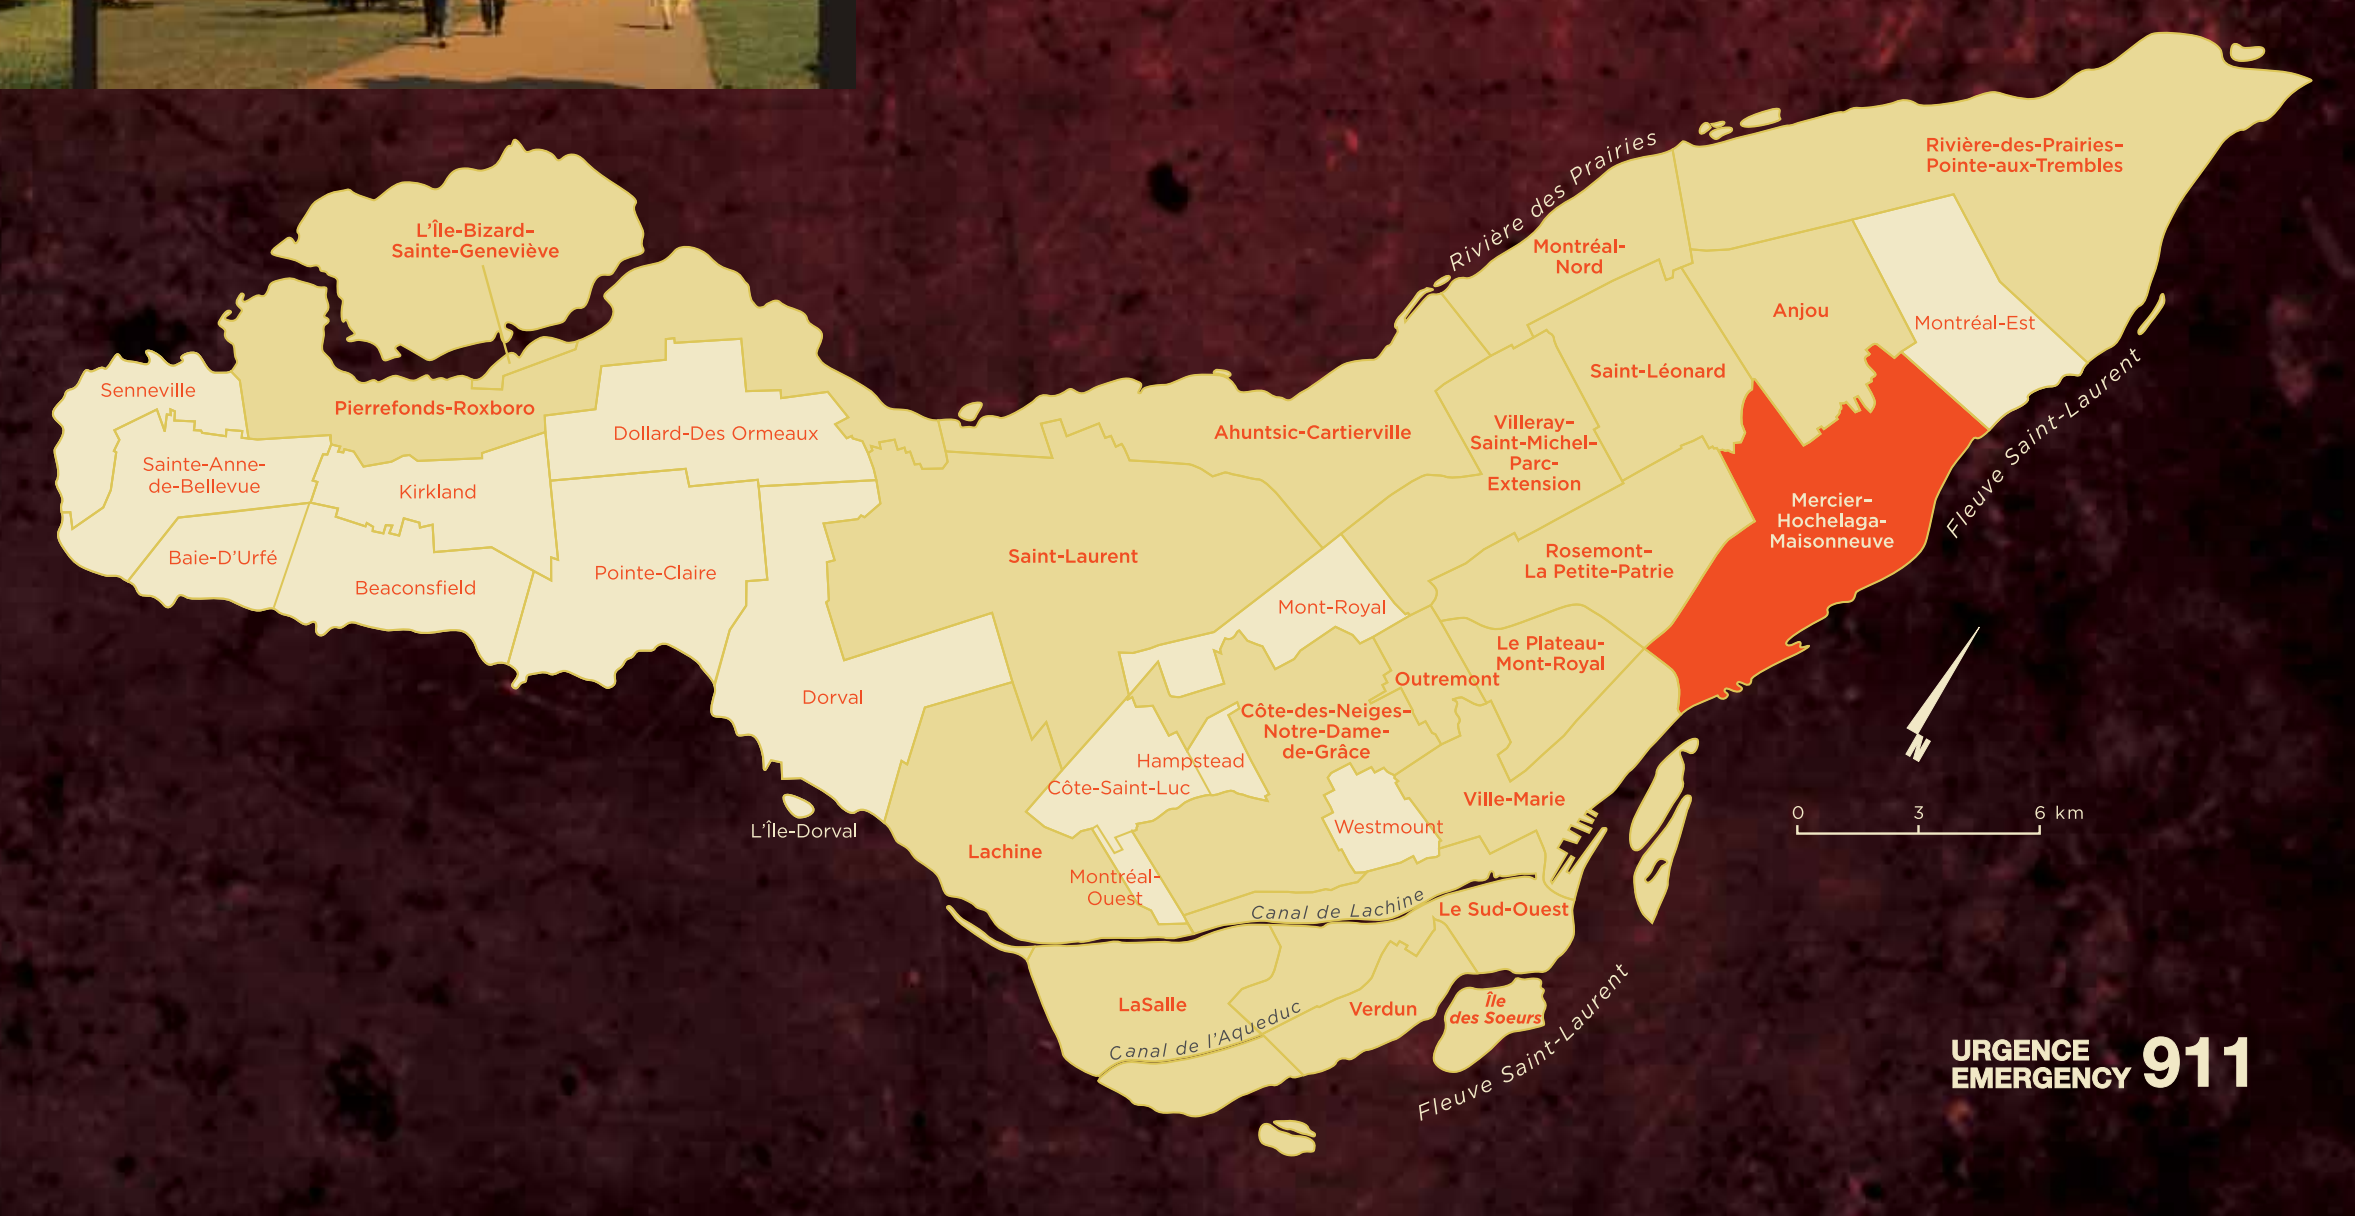 Rivière-des-Prairies–
Pointe-aux-Trembles
Rivière des Prairies
L'Île-Bizard–
Sainte-Geneviève
Montréal-
Nord
Anjou
Montréal-Est
Saint-Léonard
Senneville
Pierrefonds-Roxboro
Dollard-Des Ormeaux
Ahuntsic-Cartierville
Villeray–
Saint-Michel–
Parc-
Extension
Fleuve Saint-Laurent
Sainte-Anne-
de-Bellevue
Kirkland
Mercier–
Hochelaga-
Maisonneuve
Baie-D'Urfé
Beaconsfield
Pointe-Claire
Saint-Laurent
Rosemont–
La Petite-Patrie
Mont-Royal
Le Plateau-
Mont-Royal
Outremont
Dorval
Côte-des-Neiges–
Notre-Dame-
de-Grâce
Hampstead
Côte-Saint-Luc
Ville-Marie
Westmount
L'Île-Dorval
Lachine
Montréal-
Ouest
Canal de Lachine
Le Sud-Ouest
LaSalle
Verdun
Île
des Soeurs
Canal de l'Aqueduc
Fleuve Saint-Laurent
N
0 3 6 km
URGENCE
EMERGENCY 911